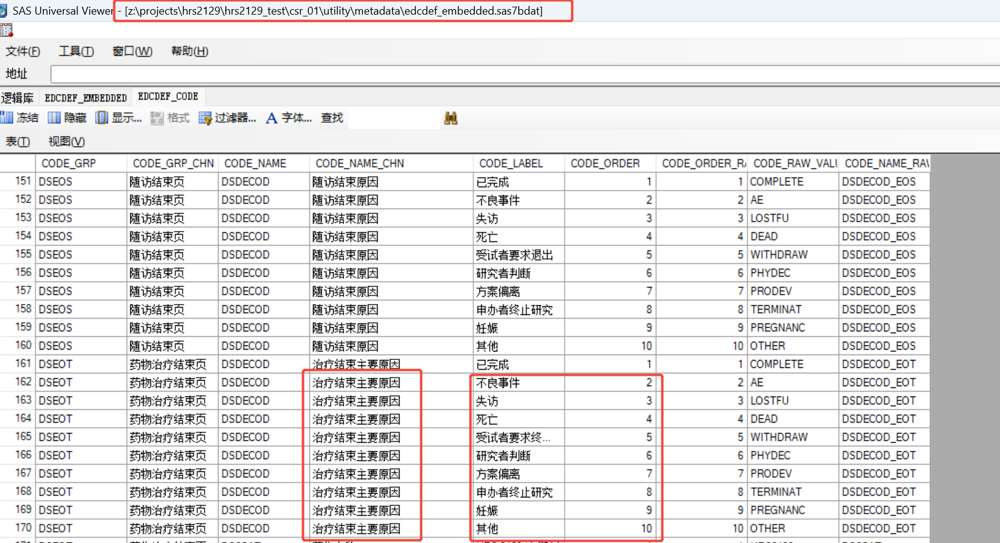 SAS Universal Viewer - [z:\projects\hrs2129\hrs2129_test\csr_01\utility\metadata\edcdef_embedded.sas7bdat]
文件(F) 工具(T) 窗口(W) 帮助(H)
地址
逻辑库 EDCDEF_EMBEDDED EDCDEF_CODE
冻结 隐藏 显示... 格式 过滤器... A 字体... 查找
表(T) 视图(V)
CODE_GRP CODE_GRP_CHN CODE_NAME CODE_NAME_CHN CODE_LABEL CODE_ORDER CODE_ORDER_RA CODE_RAW_VALU CODE_NAME_RAW
151 DSEOS 随访结束页 DSDECOD 随访结束原因 已完成 1 1 COMPLETE DSDECOD_EOS
152 DSEOS 随访结束页 DSDECOD 随访结束原因 不良事件 2 2 AE DSDECOD_EOS
153 DSEOS 随访结束页 DSDECOD 随访结束原因 失访 3 3 LOSTFU DSDECOD_EOS
154 DSEOS 随访结束页 DSDECOD 随访结束原因 死亡 4 4 DEAD DSDECOD_EOS
155 DSEOS 随访结束页 DSDECOD 随访结束原因 受试者要求退出 5 5 WITHDRAW DSDECOD_EOS
156 DSEOS 随访结束页 DSDECOD 随访结束原因 研究者判断 6 6 PHYDEC DSDECOD_EOS
157 DSEOS 随访结束页 DSDECOD 随访结束原因 方案偏离 7 7 PRODEV DSDECOD_EOS
158 DSEOS 随访结束页 DSDECOD 随访结束原因 申办者终止研究 8 8 TERMINAT DSDECOD_EOS
159 DSEOS 随访结束页 DSDECOD 随访结束原因 妊娠 9 9 PREGNANC DSDECOD_EOS
160 DSEOS 随访结束页 DSDECOD 随访结束原因 其他 10 10 OTHER DSDECOD_EOS
161 DSEOT 药物治疗结束页 DSDECOD 治疗结束主要原因 已完成 1 1 COMPLETE DSDECOD_EOT
162 DSEOT 药物治疗结束页 DSDECOD 治疗结束主要原因 不良事件 2 2 AE DSDECOD_EOT
163 DSEOT 药物治疗结束页 DSDECOD 治疗结束主要原因 失访 3 3 LOSTFU DSDECOD_EOT
164 DSEOT 药物治疗结束页 DSDECOD 治疗结束主要原因 死亡 4 4 DEAD DSDECOD_EOT
165 DSEOT 药物治疗结束页 DSDECOD 治疗结束主要原因 受试者要求终... 5 5 WITHDRAW DSDECOD_EOT
166 DSEOT 药物治疗结束页 DSDECOD 治疗结束主要原因 研究者判断 6 6 PHYDEC DSDECOD_EOT
167 DSEOT 药物治疗结束页 DSDECOD 治疗结束主要原因 方案偏离 7 7 PRODEV DSDECOD_EOT
168 DSEOT 药物治疗结束页 DSDECOD 治疗结束主要原因 申办者终止研究 8 8 TERMINAT DSDECOD_EOT
169 DSEOT 药物治疗结束页 DSDECOD 治疗结束主要原因 妊娠 9 9 PREGNANC DSDECOD_EOT
170 DSEOT 药物治疗结束页 DSDECOD 治疗结束主要原因 其他 10 10 OTHER DSDECOD_EOT